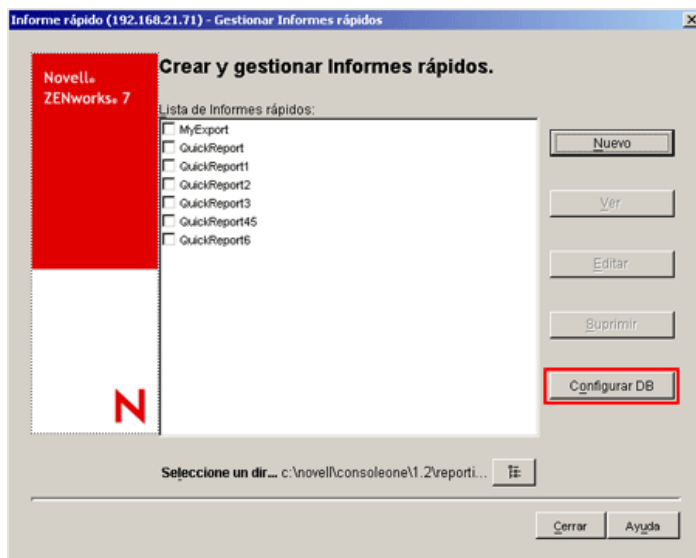 Informe rápido (192.168.21.71) - Gestionar Informes rápidos
Novell®
ZENworks® 7
Crear y gestionar Informes rápidos.
Lista de Informes rápidos:
MyExport
QuickReport
QuickReport1
QuickReport2
QuickReport3
QuickReport45
QuickReport6
Nuevo
Ver
Editar
Suprimir
Configurar DB
N
Seleccione un dir... c:\novell\consoleone\1.2\reporti...
Cerrar
Ayuda